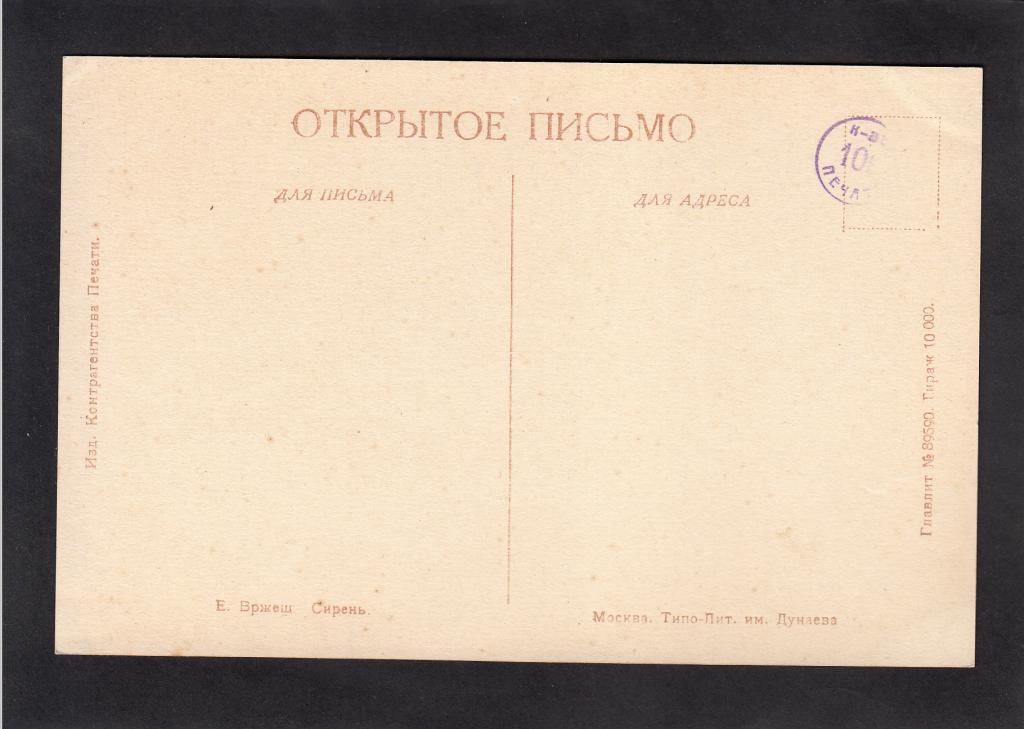 ОТКРЫТОЕ ПИСЬМО
ДЛЯ ПИСЬМА
ДЛЯ АДРЕСА
Изд. Контрагентства Печати.
Главлит № 89590. Тираж 10 000.
Е. Вржещ Сирень.
Москва. Типо-Лит. им. Дунаева